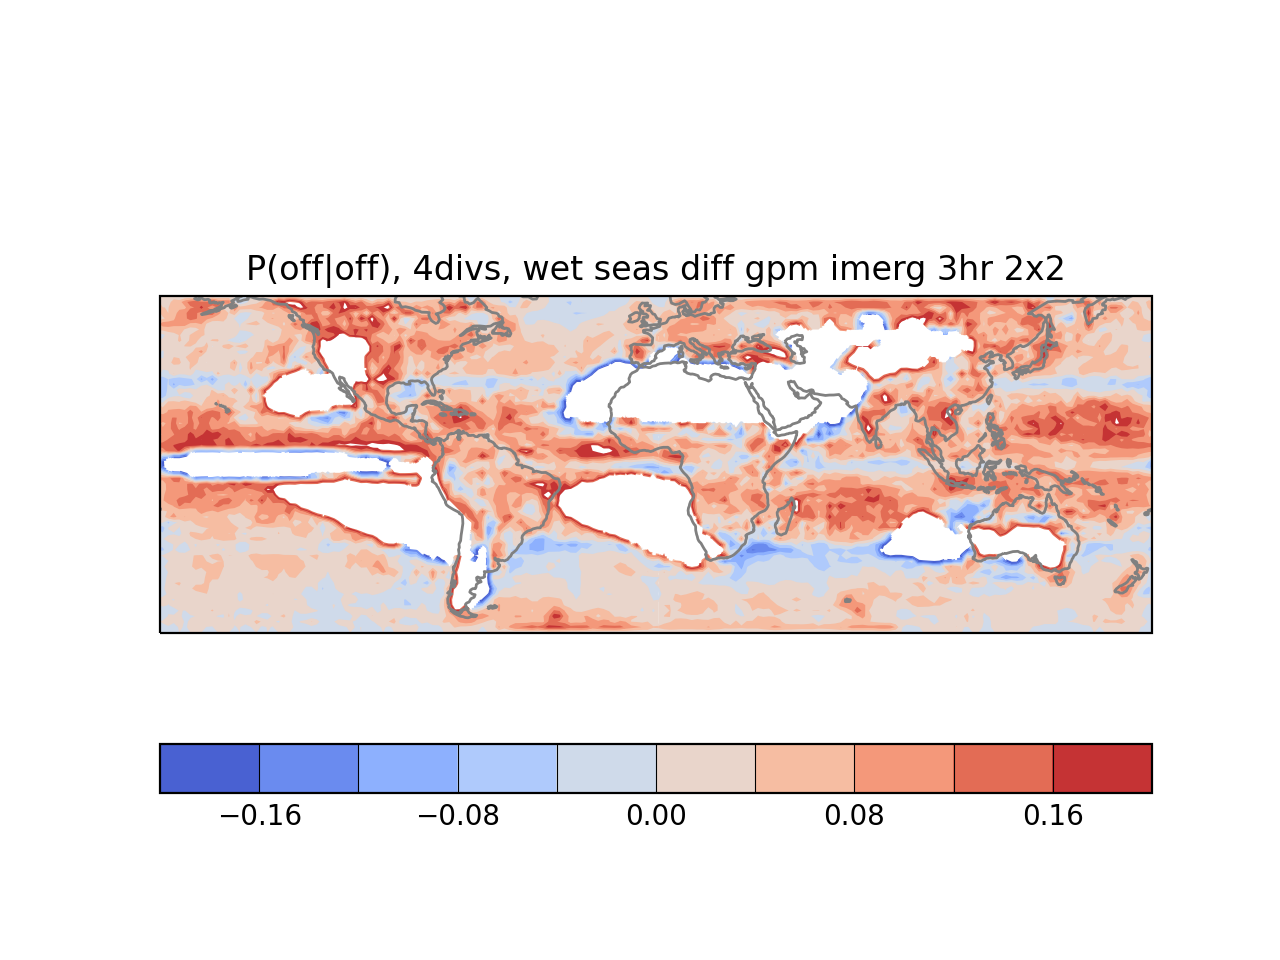 P(off|off), 4divs, wet seas diff gpm imerg 3hr 2x2
−0.16 −0.08 0.00 0.08 0.16